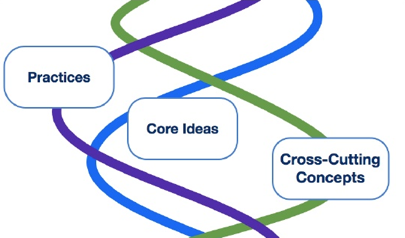 Practices
Core Ideas
Cross-Cutting
Concepts